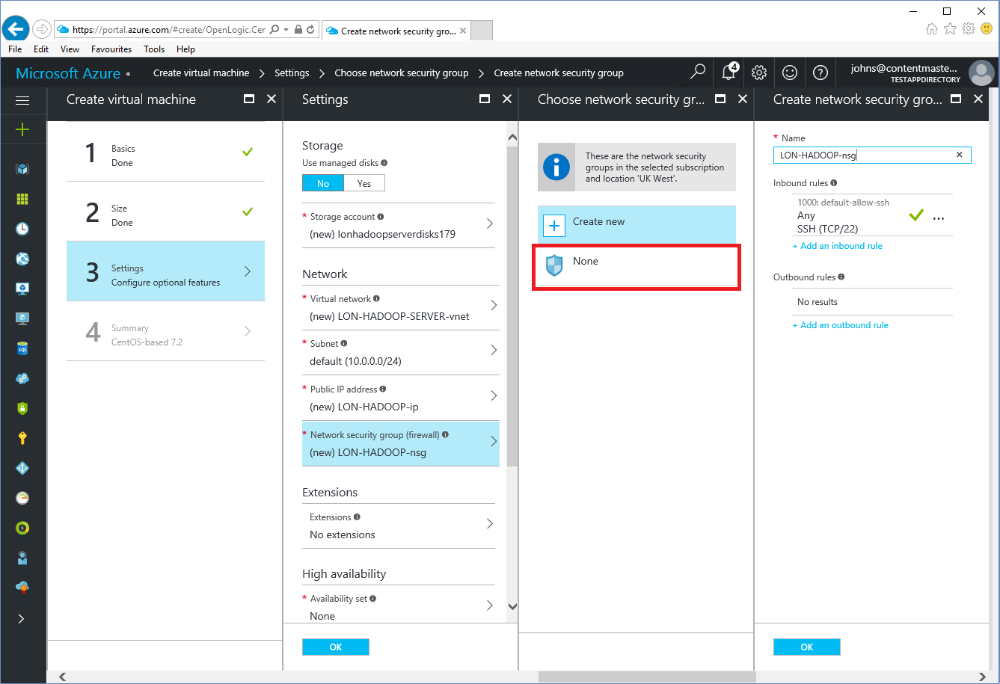 https://portal.azure.com/#create/OpenLogic.Cer
Create network security gro...
File Edit View Favourites Tools Help
Microsoft Azure «
Create virtual machine > Settings > Choose network security group > Create network security group
4
johns@contentmaste...
TESTAPPDIRECTORY
Create virtual machine
1
Basics
Done
2
Size
Done
3
Settings
Configure optional features
4
Summary
CentOS-based 7.2
SQL
Settings
Storage
Use managed disks
No Yes
* Storage account
(new) lonhadoopserverdisks179
Network
* Virtual network
(new) LON-HADOOP-SERVER-vnet
* Subnet
default (10.0.0.0/24)
* Public IP address
(new) LON-HADOOP-ip
* Network security group (firewall)
(new) LON-HADOOP-nsg
Extensions
Extensions
No extensions
High availability
* Availability set
None
OK
Choose network security gr...
These are the network security
groups in the selected subscription
and location 'UK West'.
Create new
None
Create network security gro...
* Name
LON-HADOOP-nsg
Inbound rules
1000: default-allow-ssh
Any
SSH (TCP/22)
...
+ Add an inbound rule
Outbound rules
No results
+ Add an outbound rule
OK